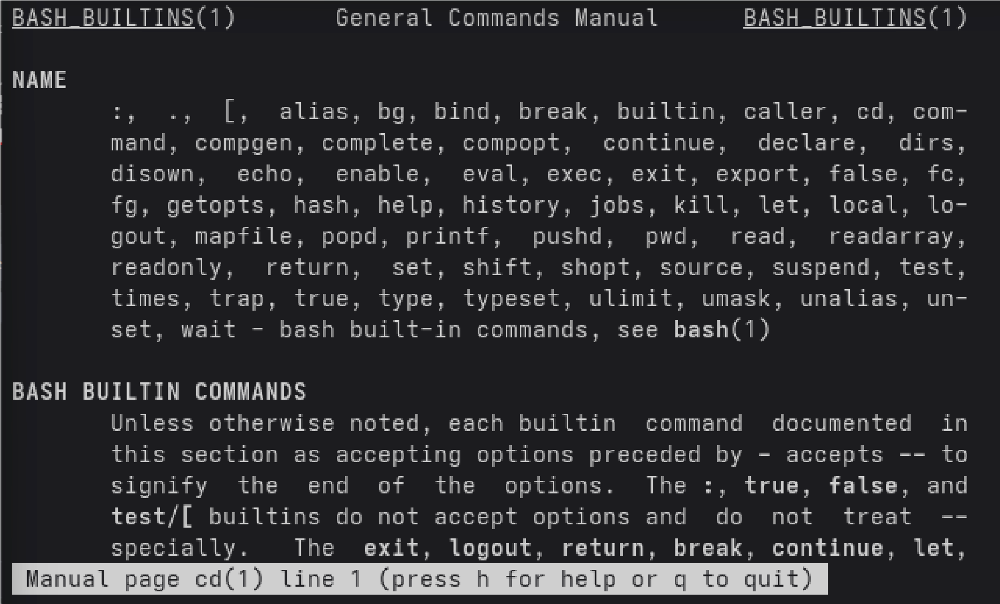 BASH_BUILTINS(1) General Commands Manual BASH_BUILTINS(1)
NAME
:, ., [, alias, bg, bind, break, builtin, caller, cd, com-
mand, compgen, complete, compopt, continue, declare, dirs,
disown, echo, enable, eval, exec, exit, export, false, fc,
fg, getopts, hash, help, history, jobs, kill, let, local, lo-
gout, mapfile, popd, printf, pushd, pwd, read, readarray,
readonly, return, set, shift, shopt, source, suspend, test,
times, trap, true, type, typeset, ulimit, umask, unalias, un-
set, wait - bash built-in commands, see bash(1)
BASH BUILTIN COMMANDS
Unless otherwise noted, each builtin command documented in
this section as accepting options preceded by - accepts -- to
signify the end of the options. The :, true, false, and
test/[ builtins do not accept options and do not treat --
specially. The exit, logout, return, break, continue, let,
Manual page cd(1) line 1 (press h for help or q to quit)